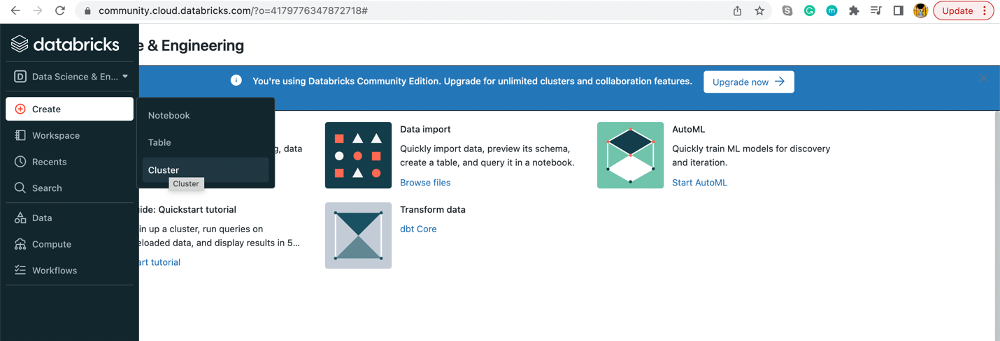 community.cloud.databricks.com/?o=4179776347872718#
Update
databricks
e & Engineering
Data Science & En...
You're using Databricks Community Edition. Upgrade for unlimited clusters and collaboration features.
Upgrade now
Create
Workspace
Recents
Search
Data
Compute
Workflows
Notebook
Table
Cluster
Cluster
g, data
Data import
Quickly import data, preview its schema,
create a table, and query it in a notebook.
Browse files
AutoML
Quickly train ML models for discovery
and iteration.
Start AutoML
ide: Quickstart tutorial
in up a cluster, run queries on
eloaded data, and display results in 5...
art tutorial
Transform data
dbt Core